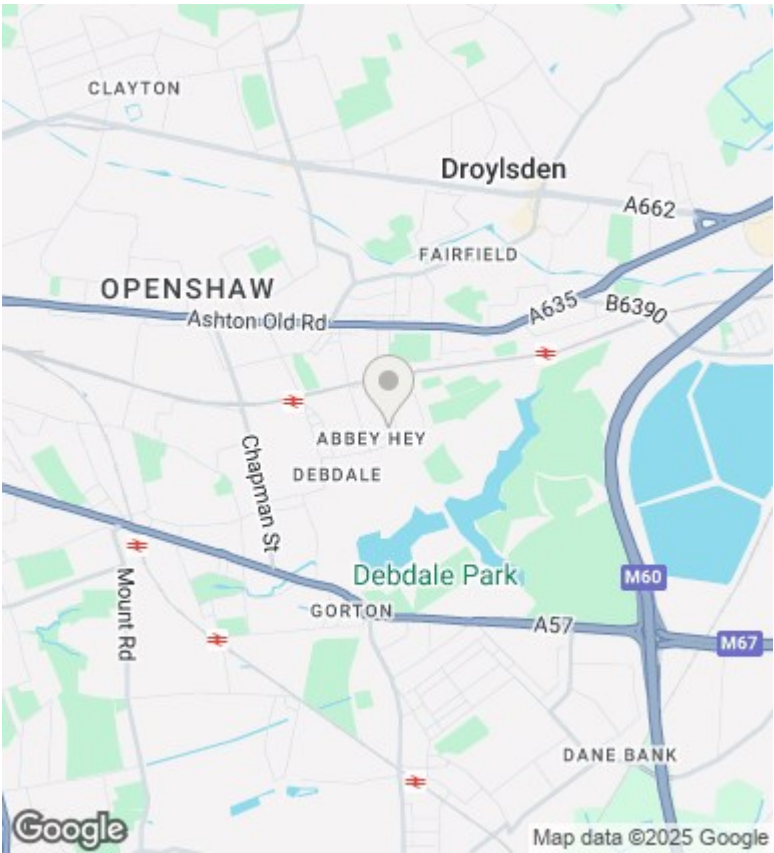 CLAYTON
Droylsden
A662
FAIRFIELD
OPENSHAW
A635
B6390
Ashton Old Rd
ABBEY HEY
Chapman St
DEBDALE
Debdale Park
M60
Mount Rd
GORTON
A57
M67
DANE BANK
Google
Map data ©2025 Google